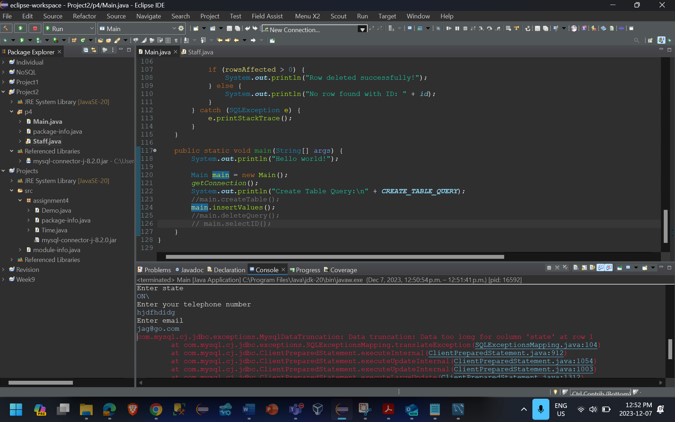 eclipse-workspace - Project2/p4/Main.java - Eclipse IDE
File Edit Source Refactor Source Navigate Search Project Test Field Assist Menu X2 Scout Run Target Window Help
Run Main New Connection...
Package Explorer
Individual
NoSQL
Project1
Project2
JRE System Library [JavaSE-20]
p4
Main.java
package-info.java
Staff.java
Referenced Libraries
mysql-connector-j-8.2.0.jar - C:\User
Projects
JRE System Library [JavaSE-20]
src
assignment4
Demo.java
package-info.java
Time.java
mysql-connector-j-8.2.0.jar
module-info.java
Referenced Libraries
Revision
Week9
Main.java Staff.java
106
107 if (rowsAffected > 0) {
108 System.out.println("Row deleted successfully!");
109 } else {
110 System.out.println("No row found with ID: " + id);
111 }
112 } catch (SQLException e) {
113 e.printStackTrace();
114 }
115 }
116
117 public static void main(String[] args) {
118 System.out.println("Hello world!");
119
120 Main main = new Main();
121 getConnection();
122 System.out.println("Create Table Query:\n" + CREATE_TABLE_QUERY);
123 //main.createTable();
124 main.insertValues();
125 //main.deleteQuery();
126 // main.selectID();
127 }
128 }
129
Problems Javadoc Declaration Console Progress Coverage
<terminated> Main [Java Application] C:\Program Files\Java\jdk-20\bin\javaw.exe (Dec 7, 2023, 12:50:54 p.m. – 12:51:41 p.m.) [pid: 16592]
Enter state
ON\
Enter your telephone number
hjdfhdidg
Enter email
jag@go.com
com.mysql.cj.jdbc.exceptions.MysqlDataTruncation: Data truncation: Data too long for column 'state' at row 1
at com.mysql.cj.jdbc.exceptions.SQLExceptionsMapping.translateException(SQLExceptionsMapping.java:104)
at com.mysql.cj.jdbc.ClientPreparedStatement.executeInternal(ClientPreparedStatement.java:912)
at com.mysql.cj.jdbc.ClientPreparedStatement.executeUpdateInternal(ClientPreparedStatement.java:1054)
at com.mysql.cj.jdbc.ClientPreparedStatement.executeUpdateInternal(ClientPreparedStatement.java:1003)
12:52 PM
ENG
US
2023-12-07